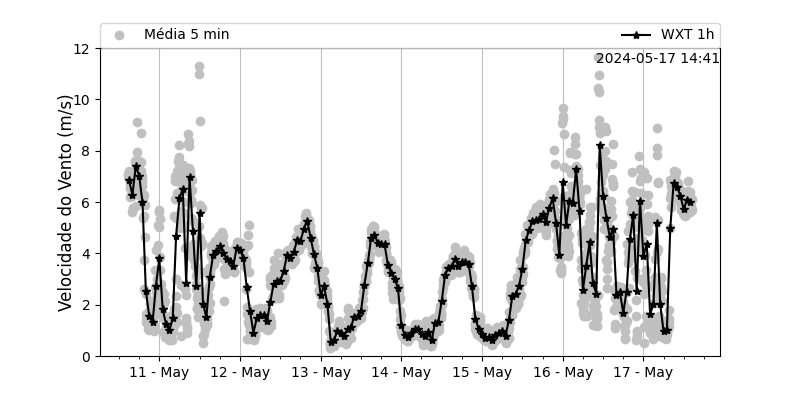 Média 5 min
WXT 1h
2024-05-17 14:41
Velocidade do Vento (m/s)
12
10
8
6
4
2
0
11 - May
12 - May
13 - May
14 - May
15 - May
16 - May
17 - May